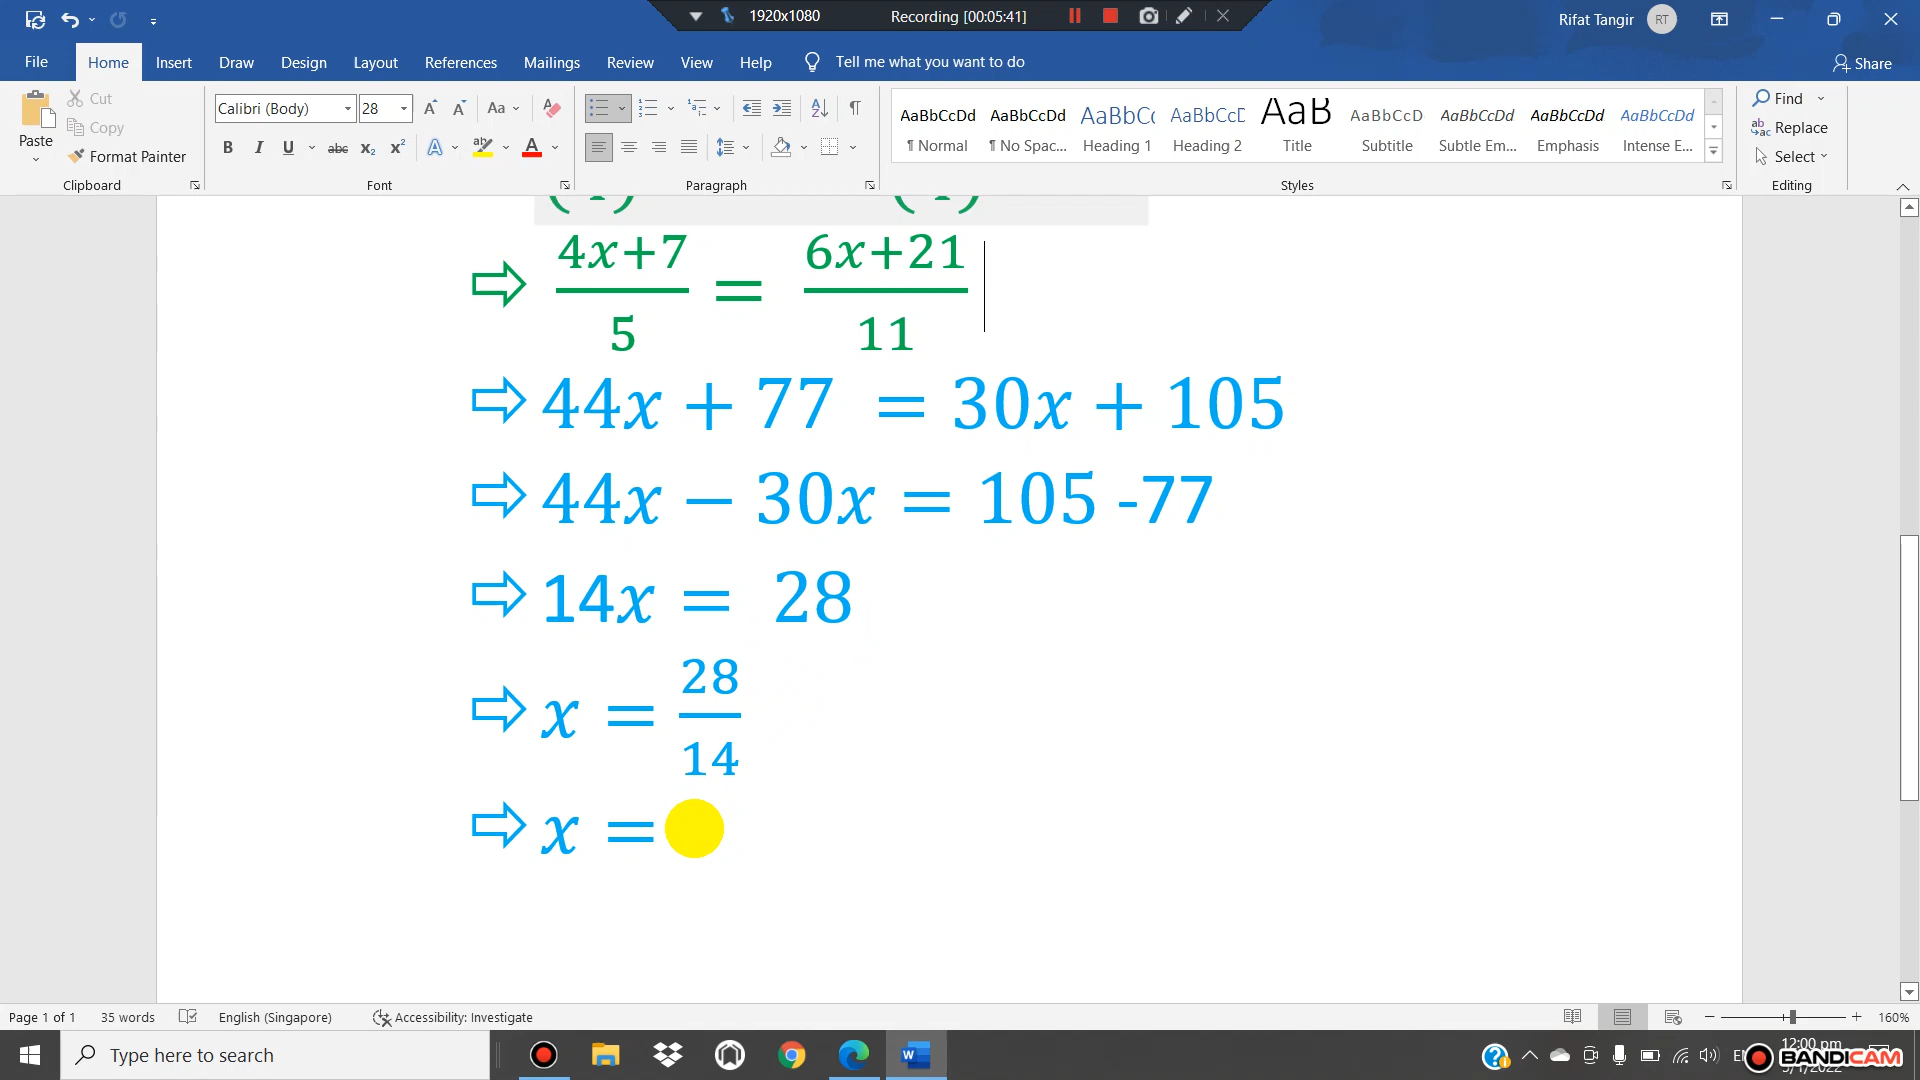 1920x1080 Recording [00:05:41] Rifat Tangir RT
File Home Insert Draw Design Layout References Mailings Review View Help Tell me what you want to do Share
Cut
Copy
Format Painter
Paste
Clipboard
Calibri (Body) 28
Font
Paragraph
AaBbCcDd AaBbCcDd AaBbC AaBbCcD AaB AaBbCcD AaBbCcDd AaBbCcDd AaBbCcDd
¶ Normal ¶ No Spac... Heading 1 Heading 2 Title Subtitle Subtle Em... Emphasis Intense E...
Styles
Find
Replace
Select
Editing
⇨ 4x+7/5 = 6x+21/11
⇨ 44x + 77 = 30x + 105
⇨ 44x − 30x = 105 -77
⇨ 14x = 28
⇨ x = 28/14
⇨ x =
Page 1 of 1 35 words English (Singapore) Accessibility: Investigate 160%
Type here to search
12:00 pm
BANDICAM